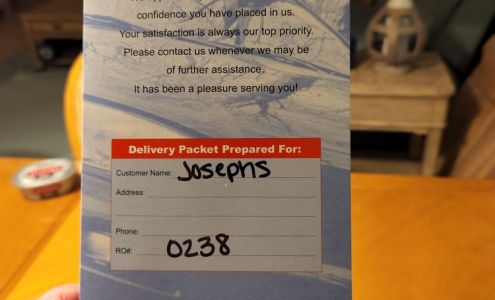 confidence you have placed in us.
Your satisfaction is always our top priority.
Please contact us whenever we may be
of further assistance.
It has been a pleasure serving you!
Delivery Packet Prepared For:
Customer Name: Josephs
Address:
Phone:
RO#: 0238